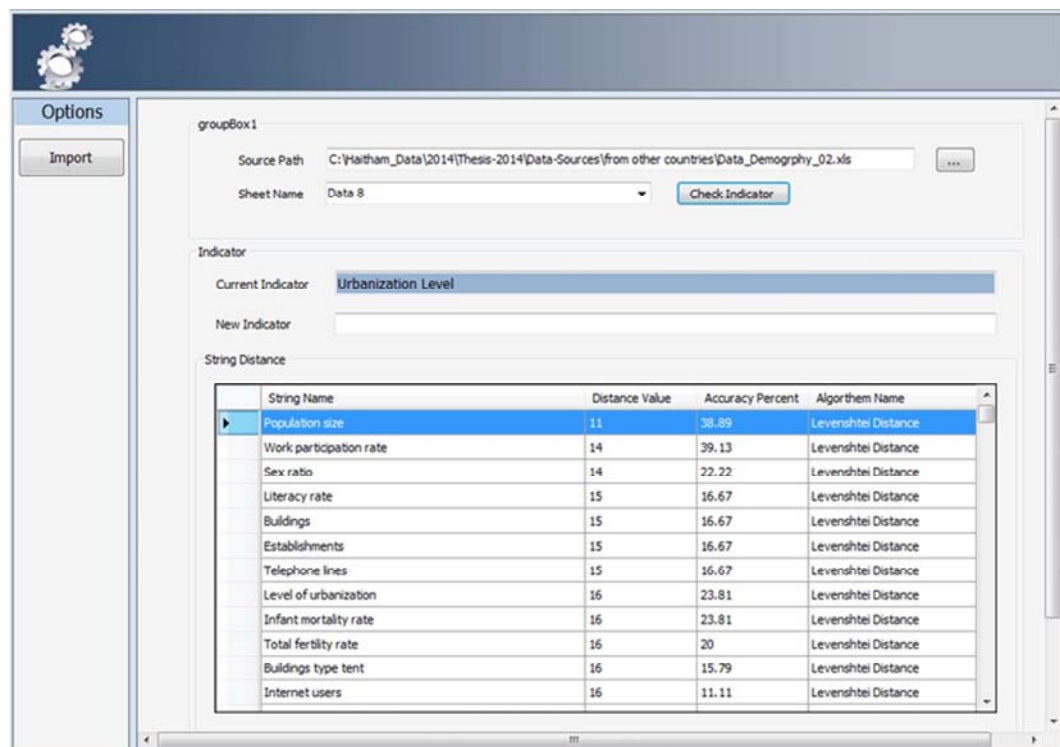 Options
Import
groupBox1
Source Path C:\Haitham_Data\2014\Thesis-2014\Data-Sources\from other countries\Data_Demogrphy_02.xls ...
Sheet Name Data 8 Check Indicator
Indicator
Current Indicator Urbanization Level
New Indicator
String Distance
String Name Distance Value Accuracy Percent Algorthem Name
Population size 11 38.89 Levenshtei Distance
Work participation rate 14 39.13 Levenshtei Distance
Sex ratio 14 22.22 Levenshtei Distance
Literacy rate 15 16.67 Levenshtei Distance
Buildings 15 16.67 Levenshtei Distance
Establishments 15 16.67 Levenshtei Distance
Telephone lines 15 16.67 Levenshtei Distance
Level of urbanization 16 23.81 Levenshtei Distance
Infant mortality rate 16 23.81 Levenshtei Distance
Total fertility rate 16 20 Levenshtei Distance
Buildings type tent 16 15.79 Levenshtei Distance
Internet users 16 11.11 Levenshtei Distance